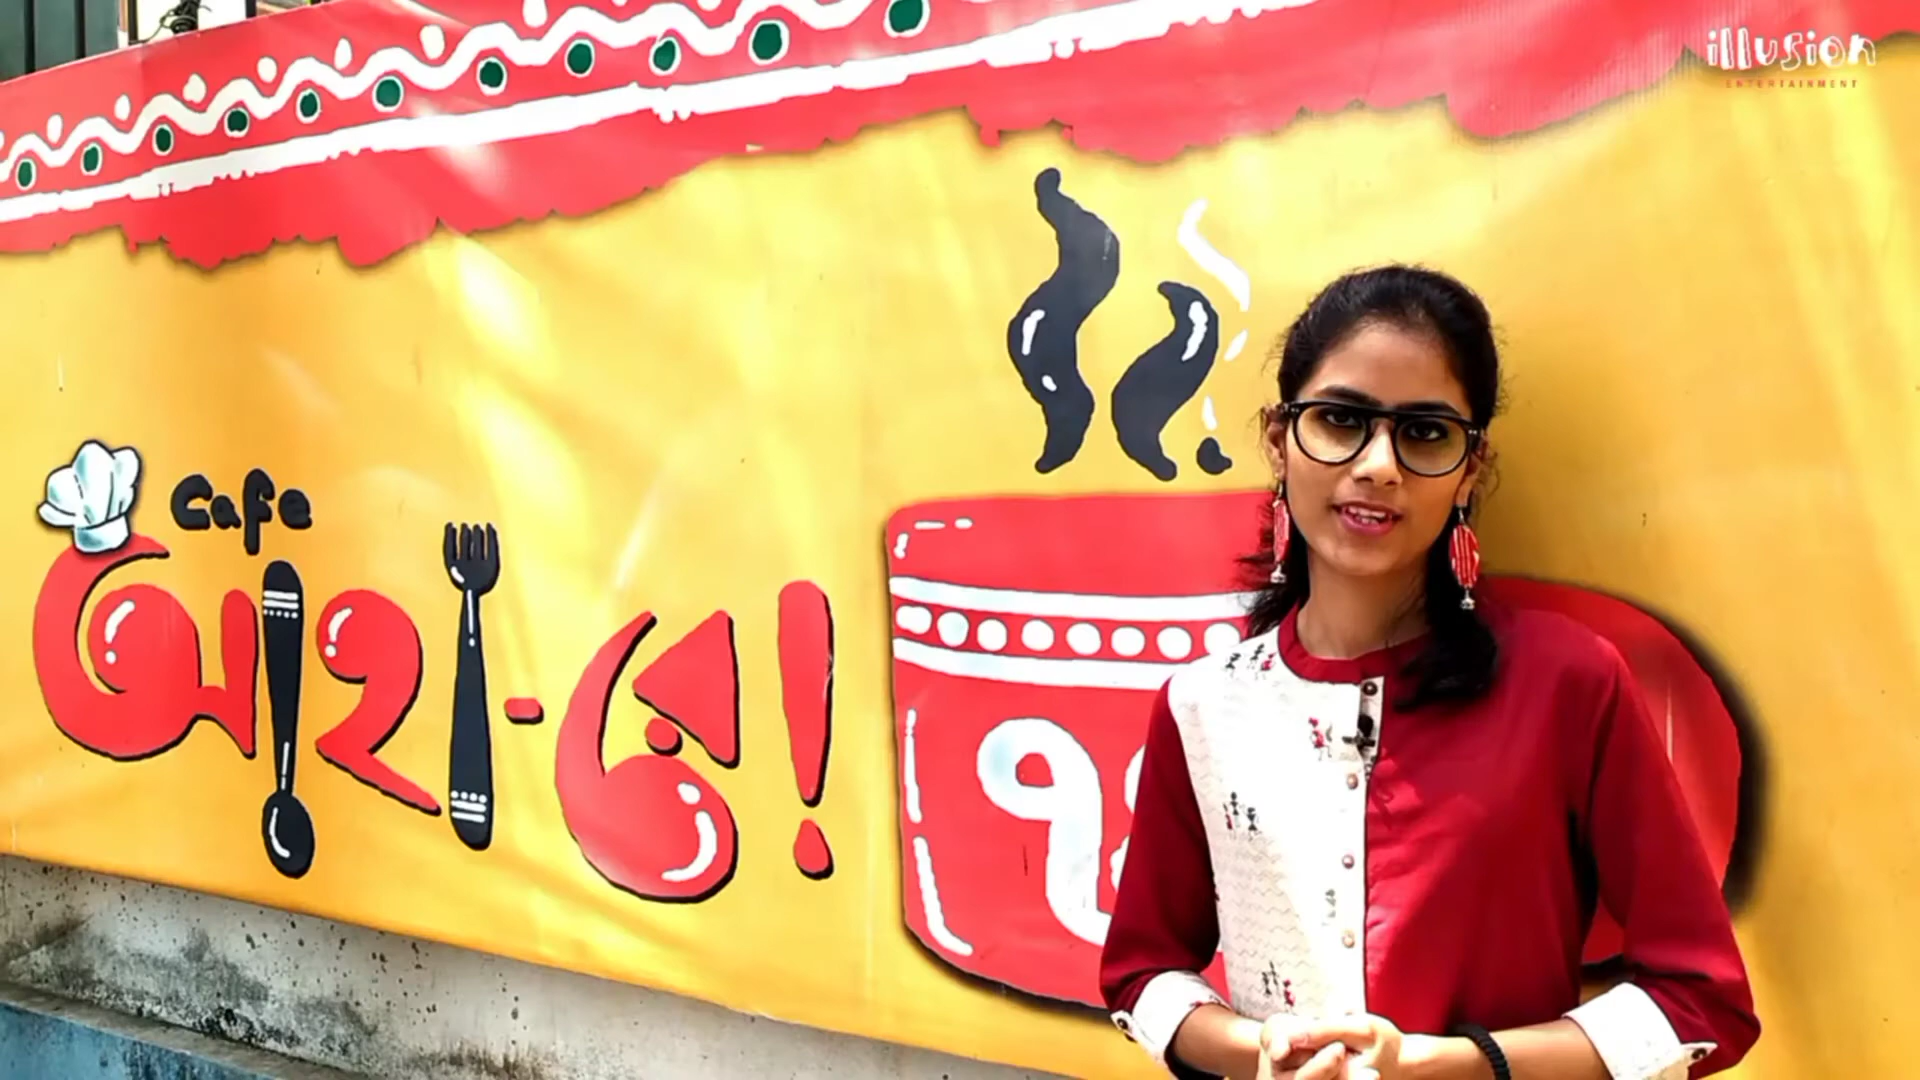 illusion
ENTERTAINMENT
Cafe
আহা-রে!